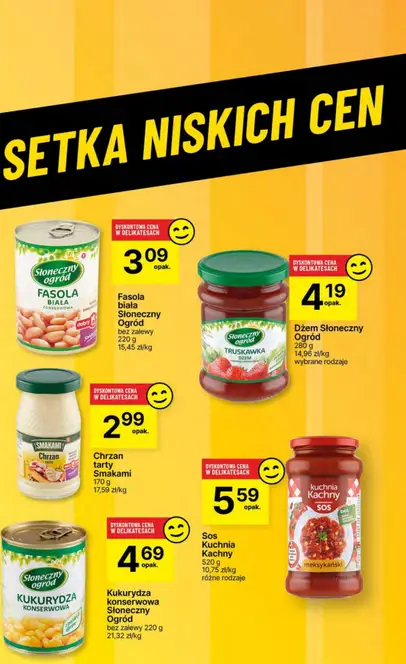 SETKA NISKICH CEN
DYSKONTOWA CENA
W DELIKATESACH
3 09
opak.
Słoneczny
ogród
FASOLA
BIAŁA
KONSERWOWA
Fasola
biała
Słoneczny
Ogród
bez zalewy
220 g
15,45 zł/kg
DYSKONTOWA CENA
W DELIKATESACH
4 19
opak.
Słoneczny
ogród
TRUSKAWKA
DŻEM
Dżem Słoneczny
Ogród
280 g
14,96 zł/kg
wybrane rodzaje
DYSKONTOWA CENA
W DELIKATESACH
2 99
opak.
SMAKAMI
Chrzan
Chrzan
tarty
Smakami
170 g
17,59 zł/kg
DYSKONTOWA CENA
W DELIKATESACH
5 59
opak.
kuchnia
Kachny
SOS
meksykański
Sos
Kuchnia
Kachny
520 g
10,75 zł/kg
różne rodzaje
DYSKONTOWA CENA
W DELIKATESACH
4 69
opak.
Słoneczny
ogród
KUKURYDZA
KONSERWOWA
Kukurydza
konserwowa
Słoneczny
Ogród
bez zalewy 220 g
21,32 zł/kg